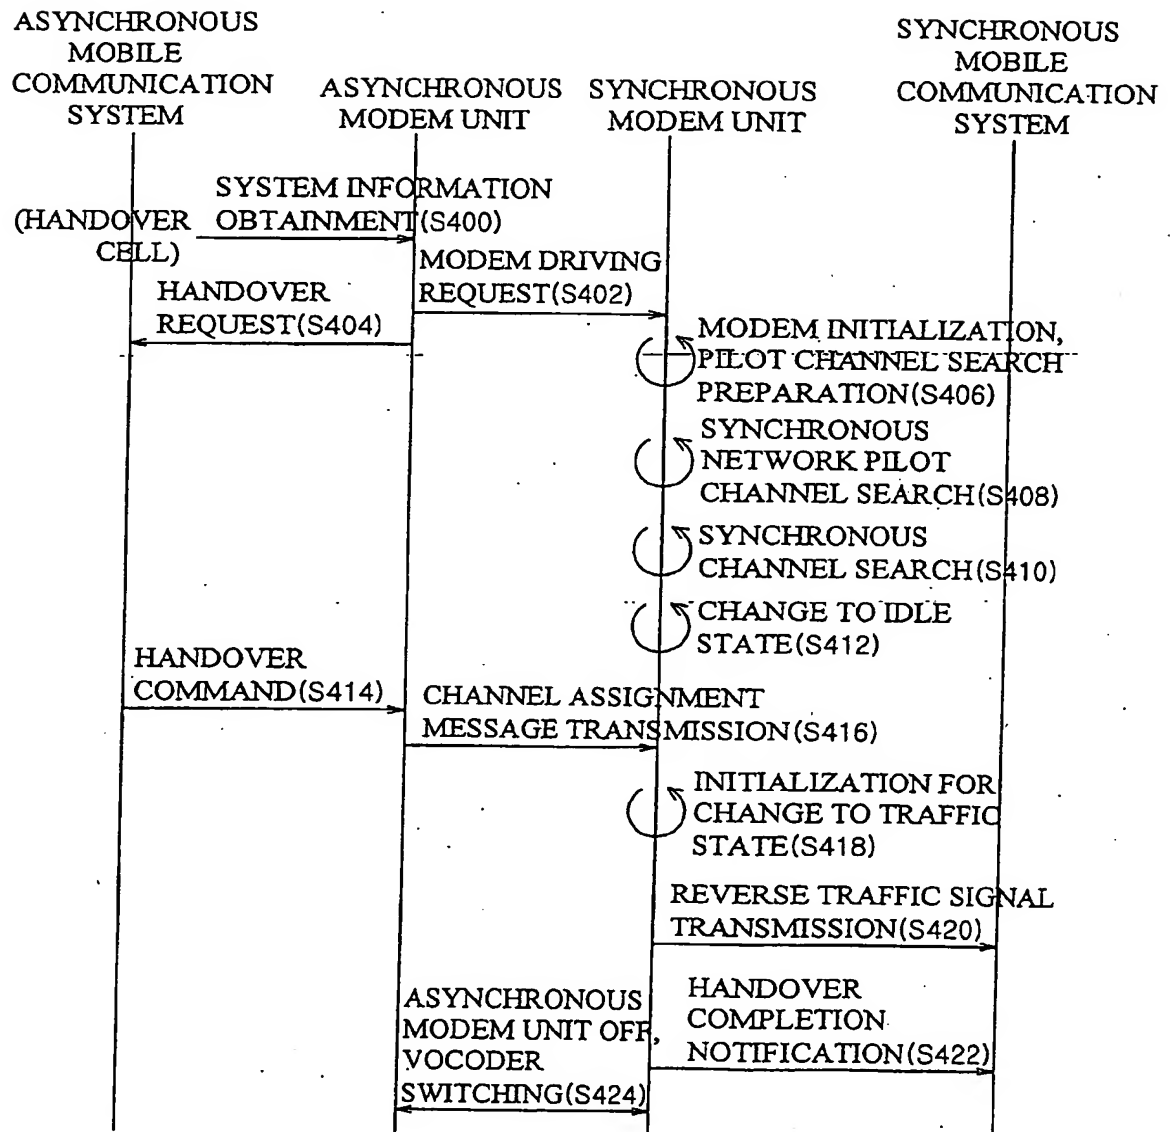 ASYNCHRONOUS
MOBILE
COMMUNICATION
SYSTEM
ASYNCHRONOUS
MODEM UNIT
SYNCHRONOUS
MODEM UNIT
SYNCHRONOUS
MOBILE
COMMUNICATION
SYSTEM
(HANDOVER
CELL)
SYSTEM INFORMATION
OBTAINMENT(S400)
MODEM DRIVING
REQUEST(S402)
HANDOVER
REQUEST(S404)
MODEM INITIALIZATION,
PILOT CHANNEL SEARCH
PREPARATION(S406)
SYNCHRONOUS
NETWORK PILOT
CHANNEL SEARCH(S408)
SYNCHRONOUS
CHANNEL SEARCH(S410)
CHANGE TO IDLE
STATE(S412)
HANDOVER
COMMAND(S414)
CHANNEL ASSIGNMENT
MESSAGE TRANSMISSION(S416)
INITIALIZATION FOR
CHANGE TO TRAFFIC
STATE(S418)
REVERSE TRAFFIC SIGNAL
TRANSMISSION(S420)
HANDOVER
COMPLETION
NOTIFICATION(S422)
ASYNCHRONOUS
MODEM UNIT OFF,
VOCODER
SWITCHING(S424)